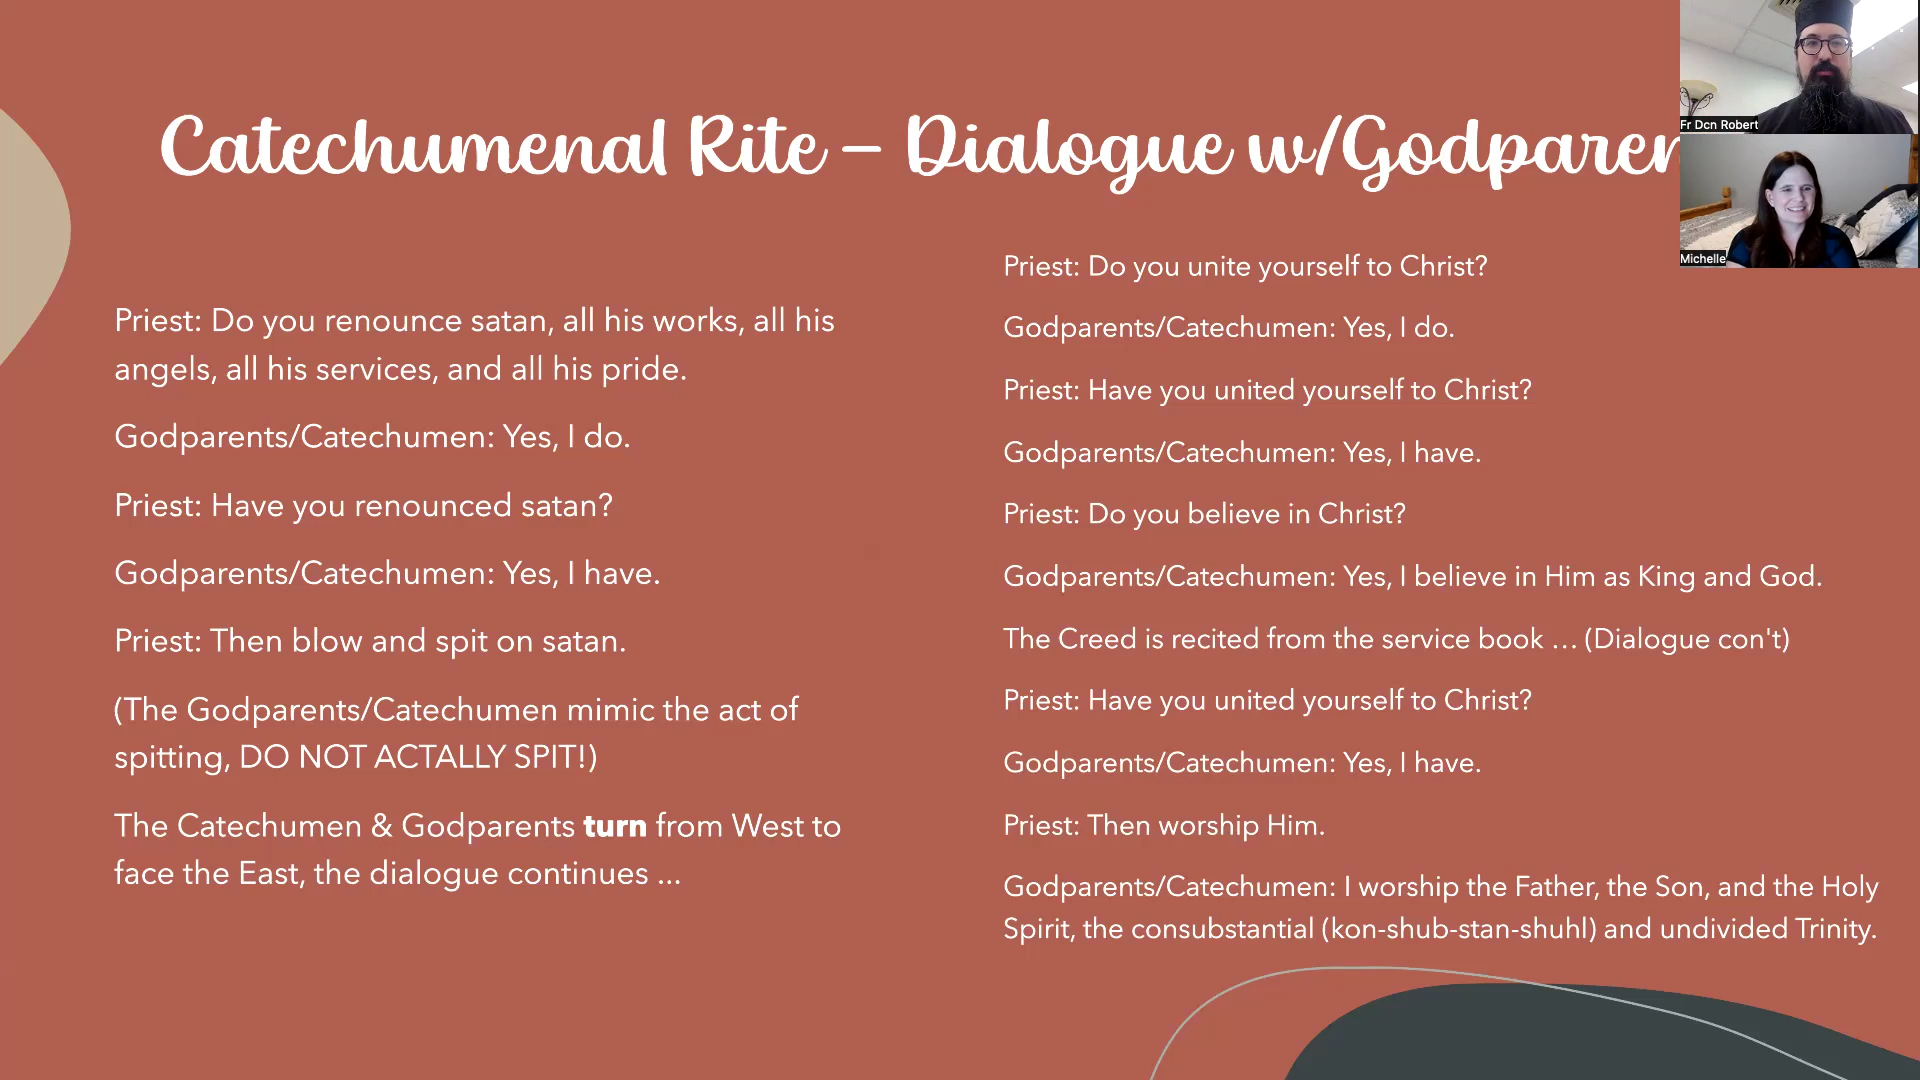 Catechumenal Rite – Dialogue w/Godparen
Priest: Do you renounce satan, all his works, all his
angels, all his services, and all his pride.
Godparents/Catechumen: Yes, I do.
Priest: Have you renounced satan?
Godparents/Catechumen: Yes, I have.
Priest: Then blow and spit on satan.
(The Godparents/Catechumen mimic the act of
spitting, DO NOT ACTALLY SPIT!)
The Catechumen & Godparents turn from West to
face the East, the dialogue continues ...
Priest: Do you unite yourself to Christ?
Godparents/Catechumen: Yes, I do.
Priest: Have you united yourself to Christ?
Godparents/Catechumen: Yes, I have.
Priest: Do you believe in Christ?
Godparents/Catechumen: Yes, I believe in Him as King and God.
The Creed is recited from the service book … (Dialogue con't)
Priest: Have you united yourself to Christ?
Godparents/Catechumen: Yes, I have.
Priest: Then worship Him.
Godparents/Catechumen: I worship the Father, the Son, and the Holy
Spirit, the consubstantial (kon-shub-stan-shuhl) and undivided Trinity.
Fr Dcn Robert
Michelle